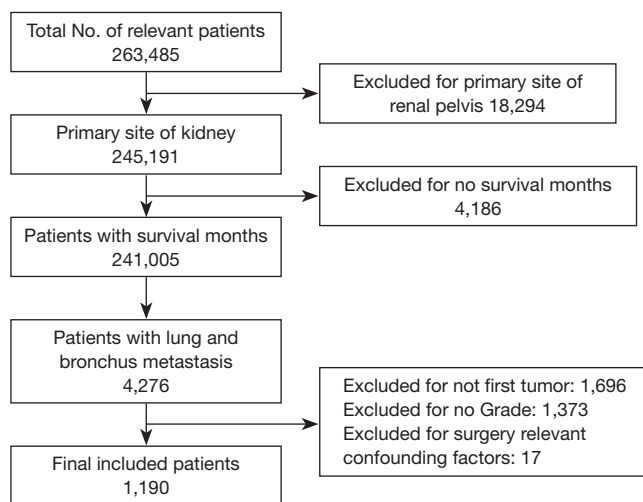 Total No. of relevant patients
263,485
Excluded for primary site of
renal pelvis 18,294
Primary site of kidney
245,191
Excluded for no survival months
4,186
Patients with survival months
241,005
Patients with lung and
bronchus metastasis
4,276
Excluded for not first tumor: 1,696
Excluded for no Grade: 1,373
Excluded for surgery relevant
confounding factors: 17
Final included patients
1,190